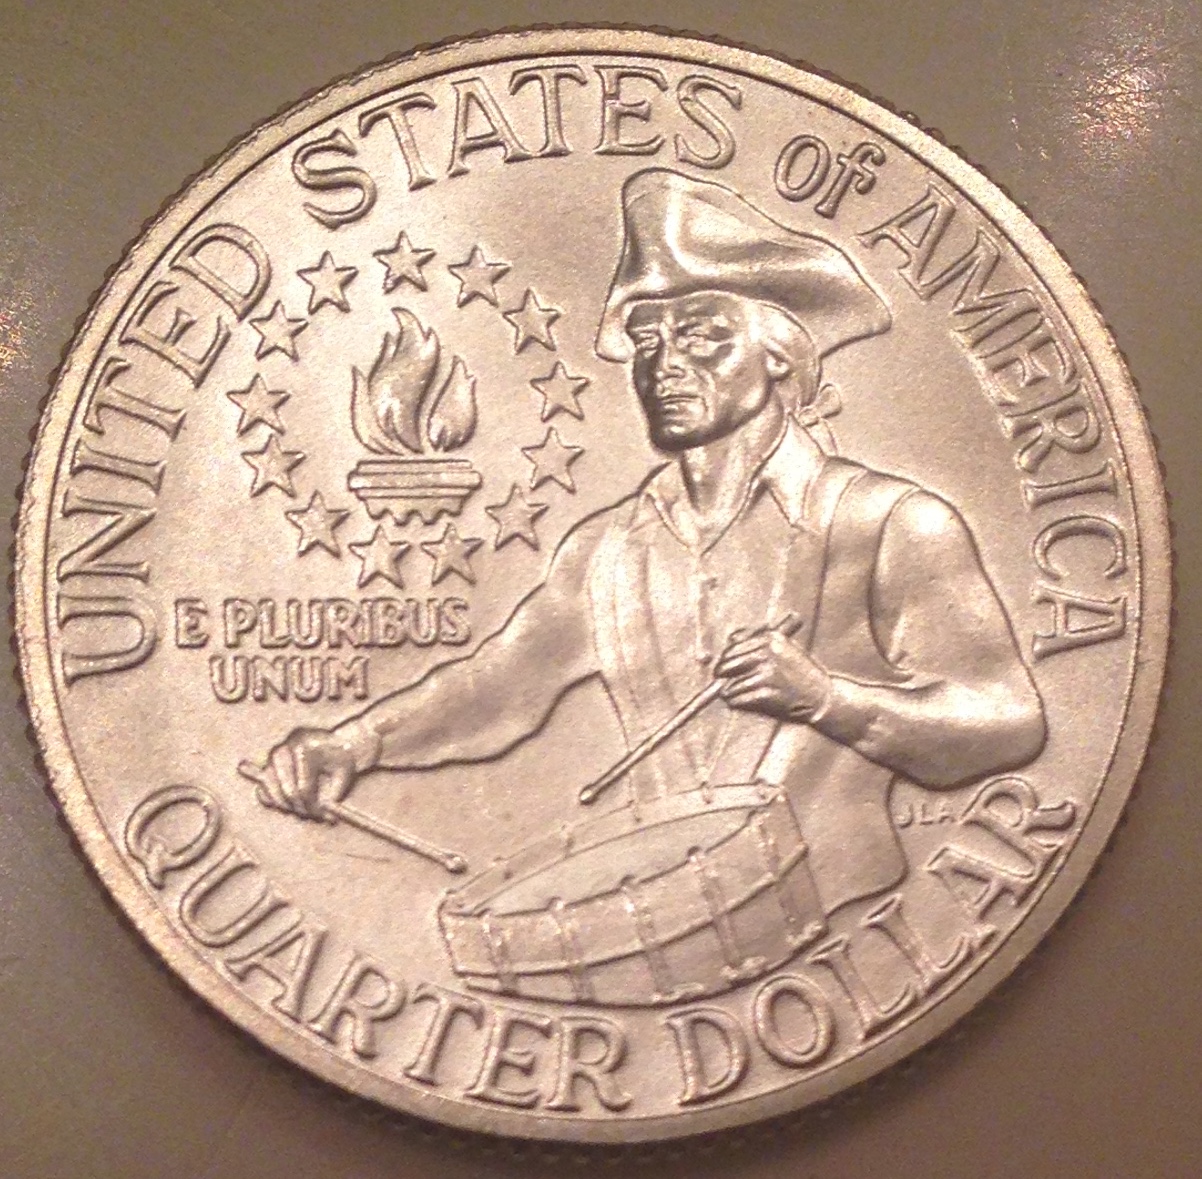 UNITED STATES of AMERICA
E PLURIBUS
UNUM
JLA
QUARTER DOLLAR